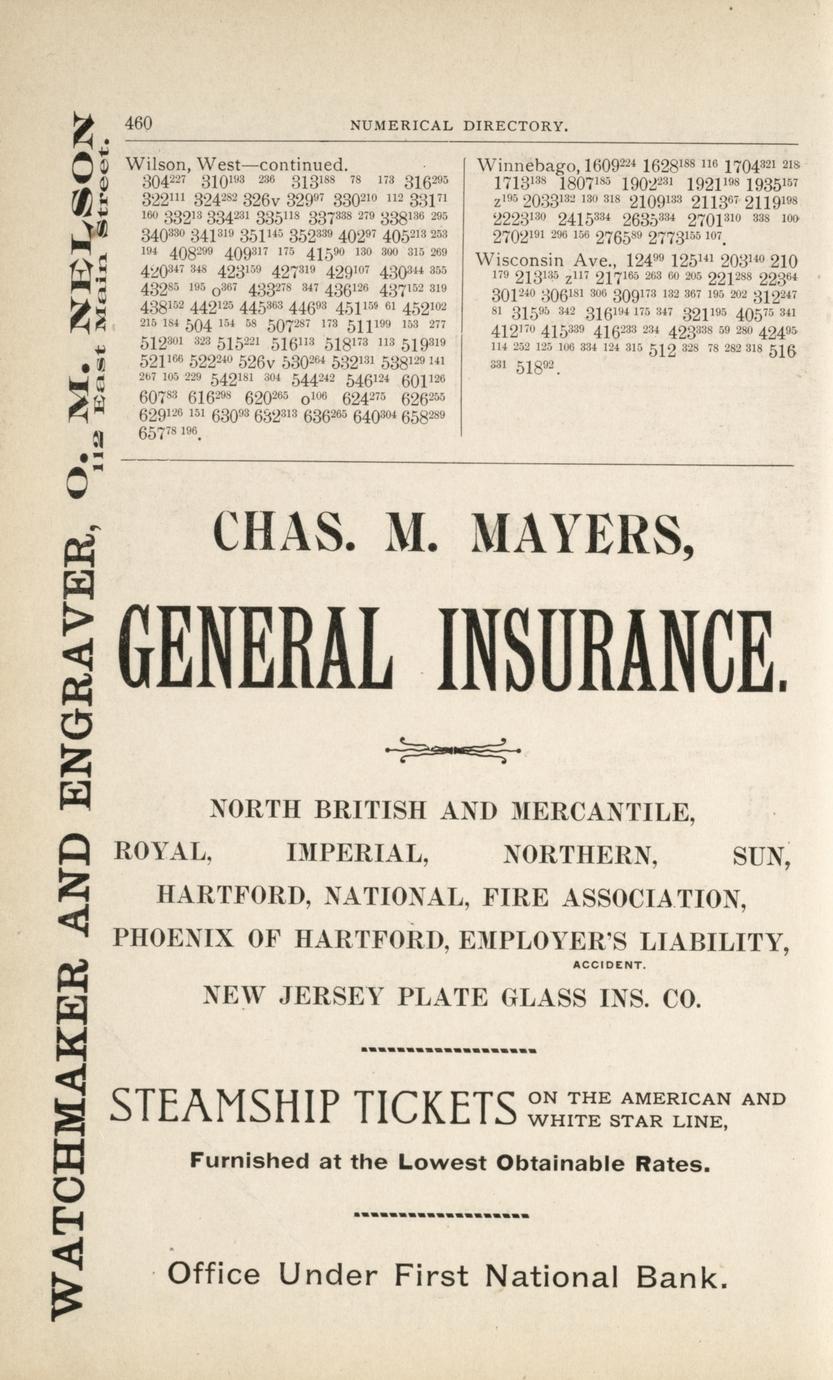 460
NUMERICAL DIRECTORY.
Wilson, West—continued.
304²²⁷ 310¹⁹³ ²³⁶ 313¹⁸⁸ ⁷⁸ ¹⁷³ 316²⁹⁵
322¹¹¹ 324²⁸² 326v 329⁹⁷ 330²¹⁰ ¹¹² 331⁷¹
¹⁶⁰ 332¹³ 334²³¹ 335¹¹⁸ 337³³⁸ ²⁷⁹ 338¹³⁶ ²⁹⁵
340³³⁰ 341³¹⁹ 351¹⁴⁵ 352³³⁹ 402⁹⁷ 405²¹³ ²⁵³
¹⁹⁴ 408²⁹⁹ 409³¹⁷ ¹⁷⁵ 415⁹⁰ ¹³⁰ ³⁰⁰ ³¹⁵ ²⁶⁹
420³⁴⁷ ³⁴⁸ 423¹⁵⁹ 427³¹⁹ 429¹⁰⁷ 430³⁴⁴ ³⁵⁵
432⁸⁵ ¹⁹⁵ o³⁶⁷ 433²⁷⁸ ³⁴⁷ 436¹²⁶ 437¹⁵² ³¹⁹
438¹⁵² 442¹²⁵ 445³⁶³ 446⁹³ 451¹⁵⁹ ⁶¹ 452¹⁰²
²¹⁵ ¹⁸⁴ 504 ¹⁵⁴ ⁵⁸ 507²⁸⁷ ¹⁷³ 511¹⁹⁹ ¹⁵³ ²⁷⁷
512³⁰¹ ³²³ 515²²¹ 516¹¹³ 518¹⁷³ ¹¹³ 519³¹⁹
521¹⁶⁶ 522²⁴⁰ 526v 530²⁶⁴ 532¹³¹ 538¹²⁹ ¹⁴¹
²⁶⁷ ¹⁰⁵ ²²⁹ 542¹⁸¹ ³⁰⁴ 544²⁴² 546¹²⁴ 601¹²⁶
607⁸³ 616²⁹⁸ 620²⁶⁵ o¹⁰⁶ 624²⁷⁵ 626²⁵⁵
629¹²⁶ ¹⁵¹ 630⁹³ 632³¹³ 636²⁶⁵ 640³⁰⁴ 658²⁸⁹
657⁷⁸ ¹⁹⁶.
Winnebago, 1609²²⁴ 1628¹⁸⁸ ¹¹⁶ 1704³²¹ ²¹⁸
1713¹³⁸ 1807¹⁸⁵ 1902²³¹ 1921¹⁹⁸ 1935¹⁵⁷
z¹⁹⁵ 2033¹³² ¹³⁰ ³¹⁸ 2109¹³³ 2113⁶⁷ 2119¹⁹⁸
2223¹³⁰ 2415³³⁴ 2635³³⁴ 2701³¹⁰ ³³⁸ ¹⁰⁰
2702¹⁹¹ ²⁹⁶ ¹⁵⁶ 2765⁸⁹ 2773¹⁵⁵ ¹⁰⁷.
Wisconsin Ave., 124⁹⁹ 125¹⁴¹ 203¹⁴⁰ 210
¹⁷⁹ 213¹³⁵ z¹¹⁷ 217¹⁶⁵ ²⁶³ ⁶⁰ ²⁰⁵ 221²⁸⁸ 223⁶⁴
301²⁴⁰ 306¹⁸¹ ³⁰⁶ 309¹⁷³ ¹³² ³⁶⁷ ¹⁹⁵ ²⁰² 312²⁴⁷
⁸¹ 315⁹⁵ ³⁴² 316¹⁹⁴ ¹⁷⁵ ³⁴⁷ 321¹⁹⁵ 405⁷⁵ ³⁴¹
412¹⁷⁰ 415³³⁹ 416²³³ ²³⁴ 423³³⁸ ⁵⁹ ²⁸⁰ 424⁹⁵
¹¹⁴ ²⁵² ¹²⁵ ¹⁰⁶ ³³⁴ ¹²⁴ ³¹⁵ 512 ³²⁸ ⁷⁸ ²⁸² ³¹⁸ 516
³³¹ 518⁹².
CHAS. M. MAYERS,
GENERAL INSURANCE.
NORTH BRITISH AND MERCANTILE,
ROYAL, IMPERIAL, NORTHERN, SUN,
HARTFORD, NATIONAL, FIRE ASSOCIATION,
PHOENIX OF HARTFORD, EMPLOYER'S LIABILITY,
ACCIDENT.
NEW JERSEY PLATE GLASS INS. CO.
STEAMSHIP TICKETS ON THE AMERICAN AND
WHITE STAR LINE,
Furnished at the Lowest Obtainable Rates.
Office Under First National Bank.
WATCHMAKER AND ENGRAVER, O. M. NELSON
112 East Main Street.